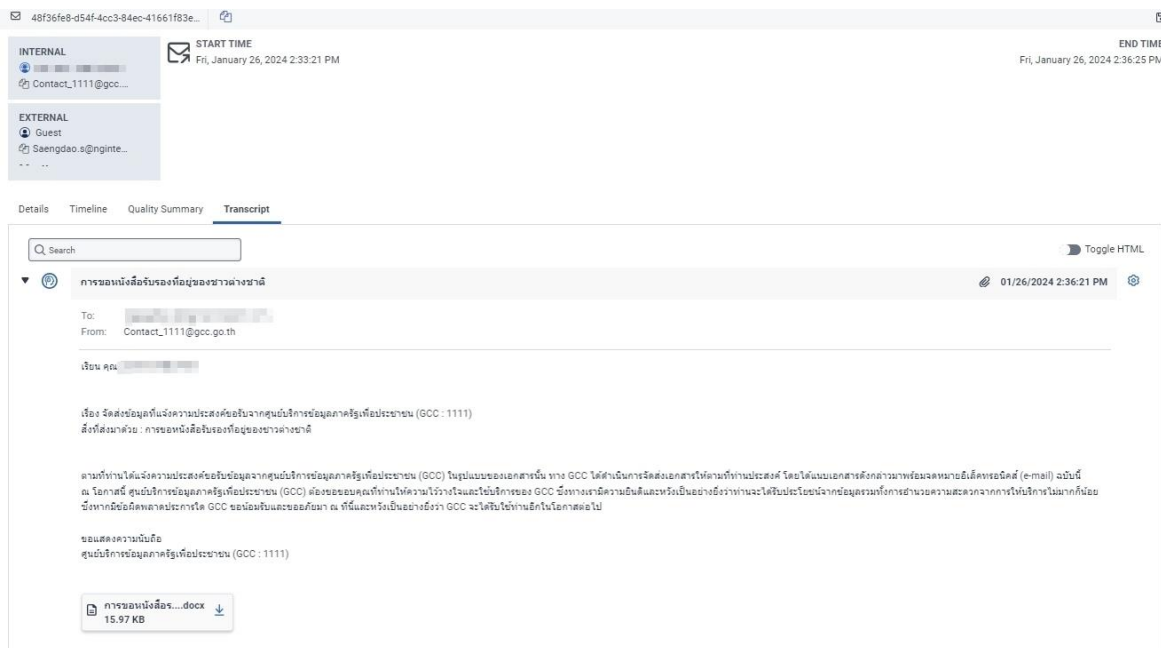 48f36fe8-d54f-4cc3-84ec-41661f83e...
INTERNAL
Contact_1111@gcc....
EXTERNAL
Guest
Saengdao.s@nginte...
START TIME
Fri, January 26, 2024 2:33:21 PM
END TIME
Fri, January 26, 2024 2:36:25 PM
Details Timeline Quality Summary Transcript
Search
Toggle HTML
การขอหนังสือรับรองที่อยู่ของชาวต่างชาติ
01/26/2024 2:36:21 PM
To:
From: Contact_1111@gcc.go.th
เรียน คุณ
เรื่อง จัดส่งข้อมูลที่แจ้งความประสงค์ขอรับจากศูนย์บริการข้อมูลภาครัฐเพื่อประชาชน (GCC : 1111)
สิ่งที่ส่งมาด้วย : การขอหนังสือรับรองที่อยู่ของชาวต่างชาติ
ตามที่ท่านได้แจ้งความประสงค์ขอรับข้อมูลจากศูนย์บริการข้อมูลภาครัฐเพื่อประชาชน (GCC) ในรูปแบบของเอกสารนั้น ทาง GCC ได้ดำเนินการจัดส่งเอกสารให้ตามที่ท่านประสงค์ โดยได้แนบเอกสารดังกล่าวมาพร้อมจดหมายอิเล็คทรอนิคส์ (e-mail) ฉบับนี้
ณ โอกาสนี้ ศูนย์บริการข้อมูลภาครัฐเพื่อประชาชน (GCC) ต้องขอขอบคุณที่ท่านให้ความไว้วางใจและใช้บริการของ GCC ซึ่งทางเรามีความยินดีและหวังเป็นอย่างยิ่งว่าท่านจะได้รับประโยชน์จากข้อมูลรวมทั้งการอำนวยความสะดวกจากการให้บริการไม่มากก็น้อย
ซึ่งหากมีข้อผิดพลาดประการใด GCC ขอน้อมรับและขออภัยมา ณ ที่นี้และหวังเป็นอย่างยิ่งว่า GCC จะได้รับใช้ท่านอีกในโอกาสต่อไป
ขอแสดงความนับถือ
ศูนย์บริการข้อมูลภาครัฐเพื่อประชาชน (GCC : 1111)
การขอหนังสือร....docx
15.97 KB